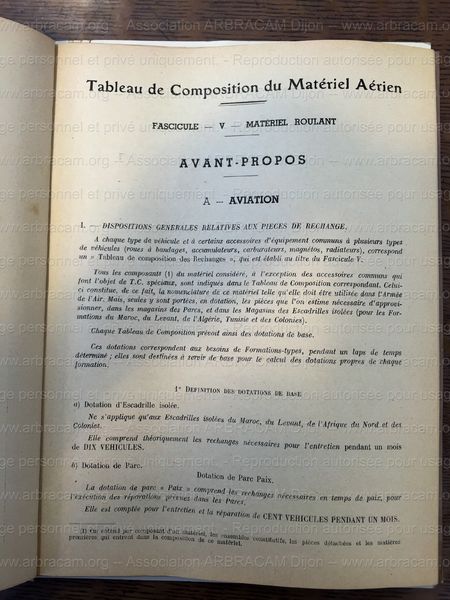 Tableau de Composition du Matériel Aérien
FASCICULE — V — MATERIEL ROULANT
AVANT-PROPOS
A — AVIATION
I. — DISPOSITIONS GENERALES RELATIVES AUX PIECES DE RECHANGE.
A chaque type de véhicule et à certains accessoires d'équipement communs à plusieurs types
de véhicules (roues à bandages, accumulateurs, carburateurs, magnétos, radiateurs), correspond
un « Tableau de composition des Rechanges », qui est établi au titre du Fascicule V.
Tous les composants (1) du matériel considéré, à l'exception des accessoires communs qui
font l'objet de T.C. spéciaux, sont indiqués dans le Tableau de Composition correspondant. Celui-ci
constitue, de ce fait, la nomenclature de ce matériel telle qu'elle doit être utilisée dans l'Armée
de l'Air. Mais, seules y sont portées, en dotation, les pièces que l'on estime nécessaire d'approvi-
sionner, dans les magasins des Parcs, et dans les Magasins des Escadrilles isolées (pour les For-
mations du Maroc, du Levant, de l'Algérie, Tunisie et des Colonies).
Chaque Tableau de Composition prévoit ainsi des dotations de base.
Ces dotations correspondent aux besoins de Formations-types, pendant un laps de temps
déterminé ; elles sont destinées à servir de base pour le calcul des dotations propres de chaque
formation.
1° DEFINITION DES DOTATIONS DE BASE
a) Dotation d'Escadrille isolée.
Ne s'applique qu'aux Escadrilles isolées du Maroc, du Levant, de l'Afrique du Nord et des
Colonies.
Elle comprend théoriquement les rechanges nécessaires pour l'entretien pendant un mois
de DIX VEHICULES.
b) Dotation de Parc.
Dotation de Parc Paix.
La dotation de parc « Paix » comprend les rechanges nécessaires en temps de paix, pour
l'exécution des réparations prévues dans les Parcs.
Elle est comptée pour l'entretien et la réparation de CENT VEHICULES PENDANT UN MOIS.
(1) On entend par composant d'un matériel, les ensembles constitutifs, les pièces détachées et les matières
premières qui entrent dans la composition de ce matériel.
www.arbracam.org -- Association ARBRACAM Dijon
personnel et privé uniquement. -- Reproduction autorisée pour usage